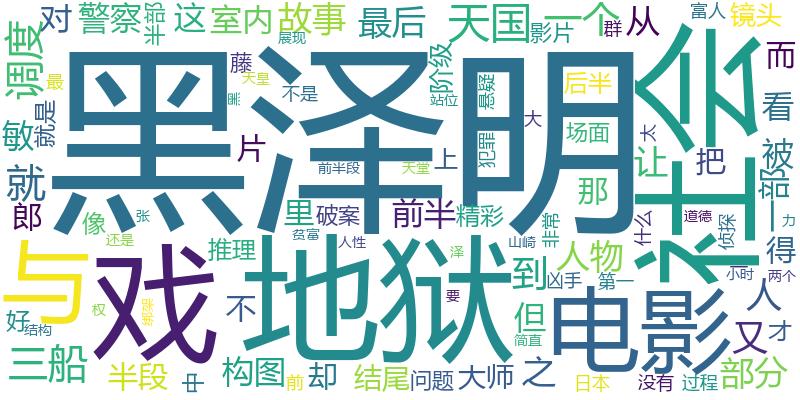 黑泽明
地狱
社会
电影
戏
与
天国
三船
调度
一个
敏
就
郎
对
警察
半部
这
室内
故事
展现
最后
影片
群
从
富人
镜头
而
看
被
部
一
得
力
人
才
又
两个
小时
部分
过程
没有
日本
之
大师
问题
结尾
却
构图
前
中
半段
结构
好
还是
权
张
像
就是
最
天皇
黑
藤
不是
片
阶级
站位
悬疑
犯罪
上
大
后半
场面
太
让
把
那
什么
道德
侦探
前半段
天堂
里
破案
前半
精彩
非常
推理
贫富
人性
泽
山崎
人物
到
凶手
第一
不
要
但
简直